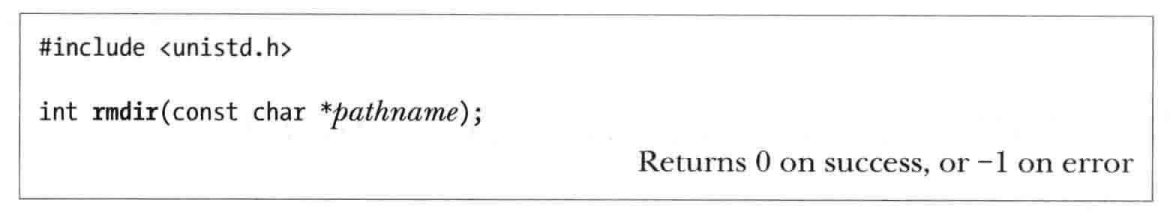 #include <unistd.h>
int rmdir(const char *pathname);
Returns 0 on success, or −1 on error